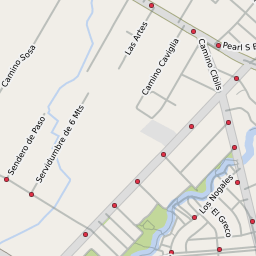 Camino Sosa
Las Artes
Camino Caviglia
Camino Cibils
Pearl S B
Sendero de Paso
Servidumbre de 6 Mts
Los Nogales
El Greco